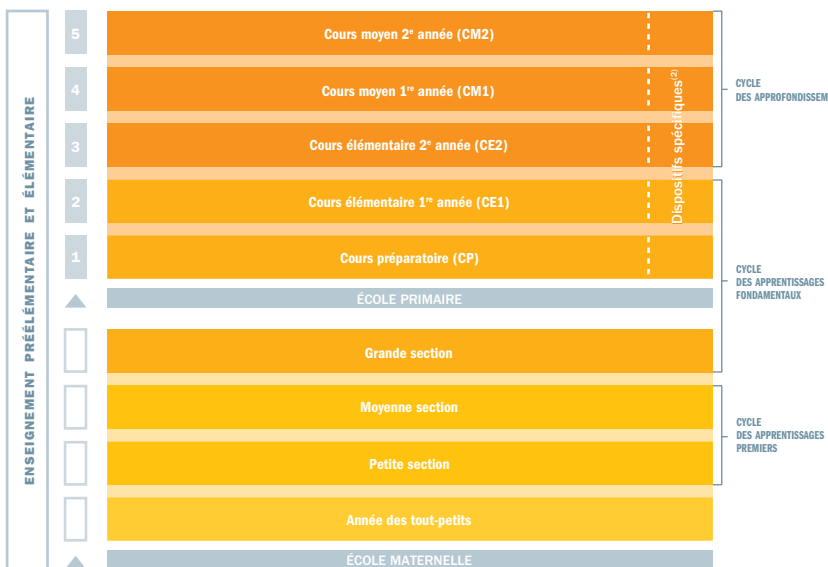 ENSEIGNEMENT PRÉÉLÉMENTAIRE ET ÉLÉMENTAIRE
5
Cours moyen 2e année (CM2)
4
Cours moyen 1re année (CM1)
3
Cours élémentaire 2e année (CE2)
2
Cours élémentaire 1re année (CE1)
1
Cours préparatoire (CP)
Dispositifs spécifiques(2)
CYCLE
DES APPROFONDISSEM
ÉCOLE PRIMAIRE
CYCLE
DES APPRENTISSAGES
FONDAMENTAUX
Grande section
Moyenne section
Petite section
CYCLE
DES APPRENTISSAGES
PREMIERS
Année des tout-petits
ÉCOLE MATERNELLE